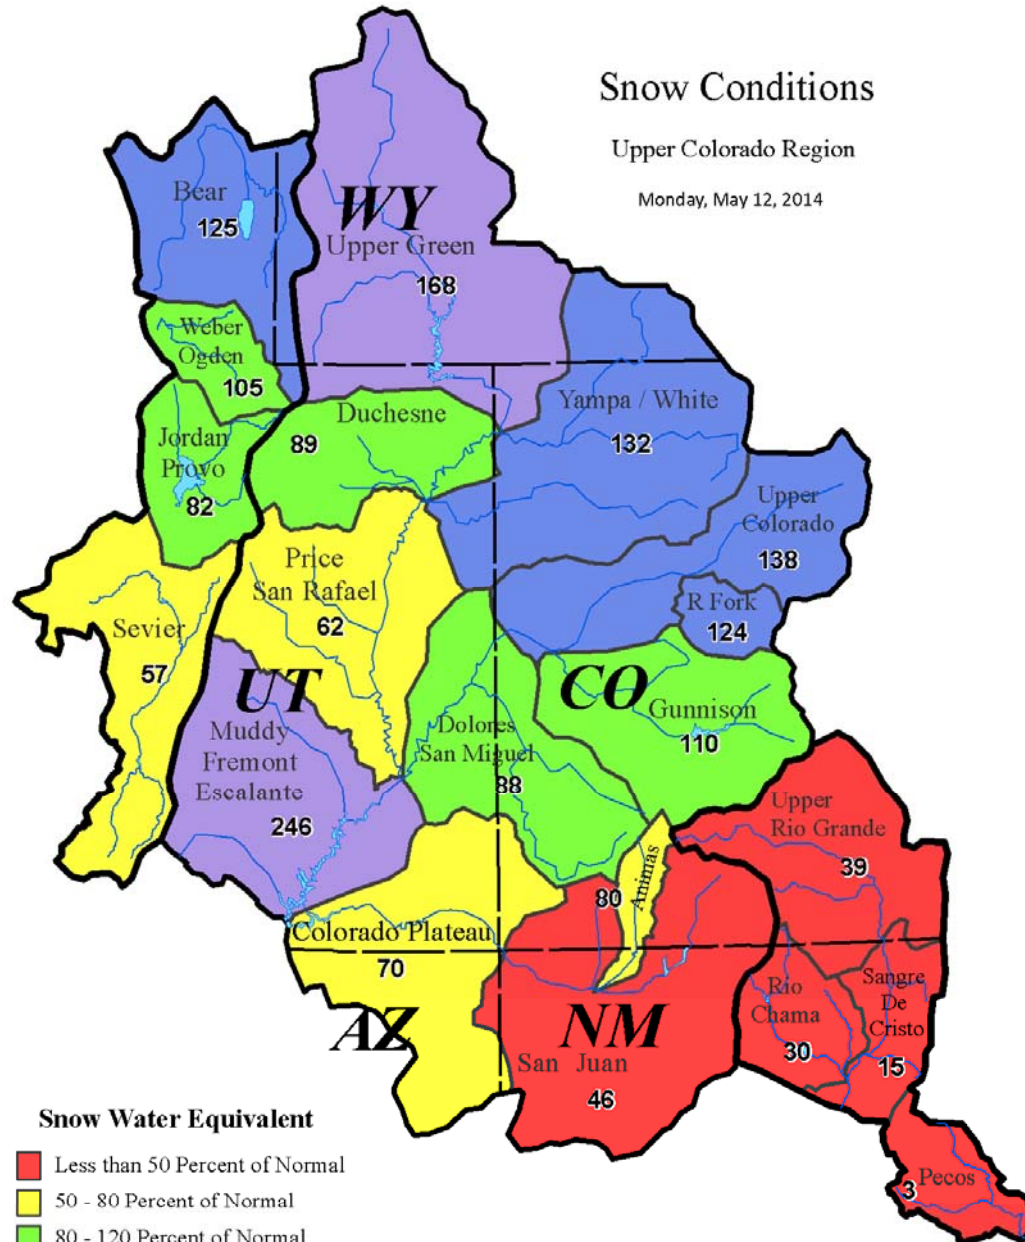 Snow Conditions
Upper Colorado Region
Monday, May 12, 2014
Bear
125
WY
Upper Green
168
Weber
Ogden
105
Jordan
Provo
82
Duchesne
89
Yampa / White
132
Upper
Colorado
138
R Fork
124
Price
San Rafael
62
Sevier
57
UT
CO
Muddy
Fremont
Escalante
246
Dolores
San Miguel
88
Gunnison
110
Upper
Rio Grande
39
Animas
80
Colorado Plateau
70
AZ
NM
San Juan
46
Rio
Chama
30
Sangre
De
Cristo
15
Pecos
3
Snow Water Equivalent
Less than 50 Percent of Normal
50 - 80 Percent of Normal
80 - 120 Percent of Normal